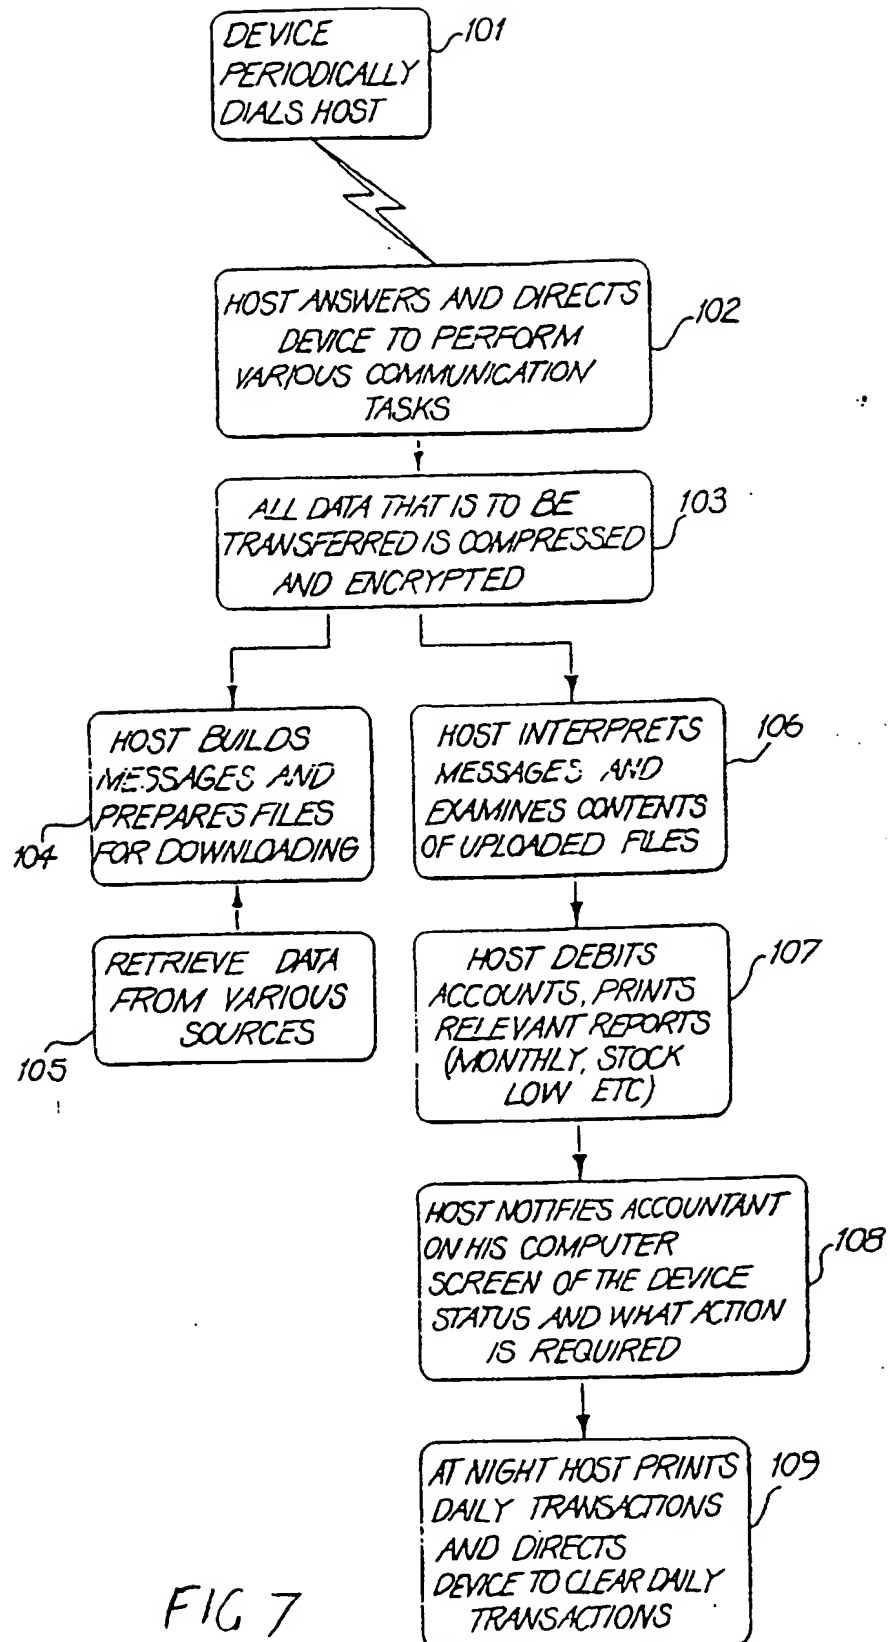 DEVICE
PERIODICALLY
DIALS HOST
101
HOST ANSWERS AND DIRECTS
DEVICE TO PERFORM
VARIOUS COMMUNICATION
TASKS
102
ALL DATA THAT IS TO BE
TRANSFERRED IS COMPRESSED
AND ENCRYPTED
103
HOST BUILDS
MESSAGES AND
PREPARES FILES
FOR DOWNLOADING
104
RETRIEVE DATA
FROM VARIOUS
SOURCES
105
HOST INTERPRETS
MESSAGES AND
EXAMINES CONTENTS
OF UPLOADED FILES
106
HOST DEBITS
ACCOUNTS, PRINTS
RELEVANT REPORTS
(MONTHLY, STOCK
LOW ETC)
107
HOST NOTIFIES ACCOUNTANT
ON HIS COMPUTER
SCREEN OF THE DEVICE
STATUS AND WHAT ACTION
IS REQUIRED
108
AT NIGHT HOST PRINTS
DAILY TRANSACTIONS
AND DIRECTS
DEVICE TO CLEAR DAILY
TRANSACTIONS
109
FIG 7